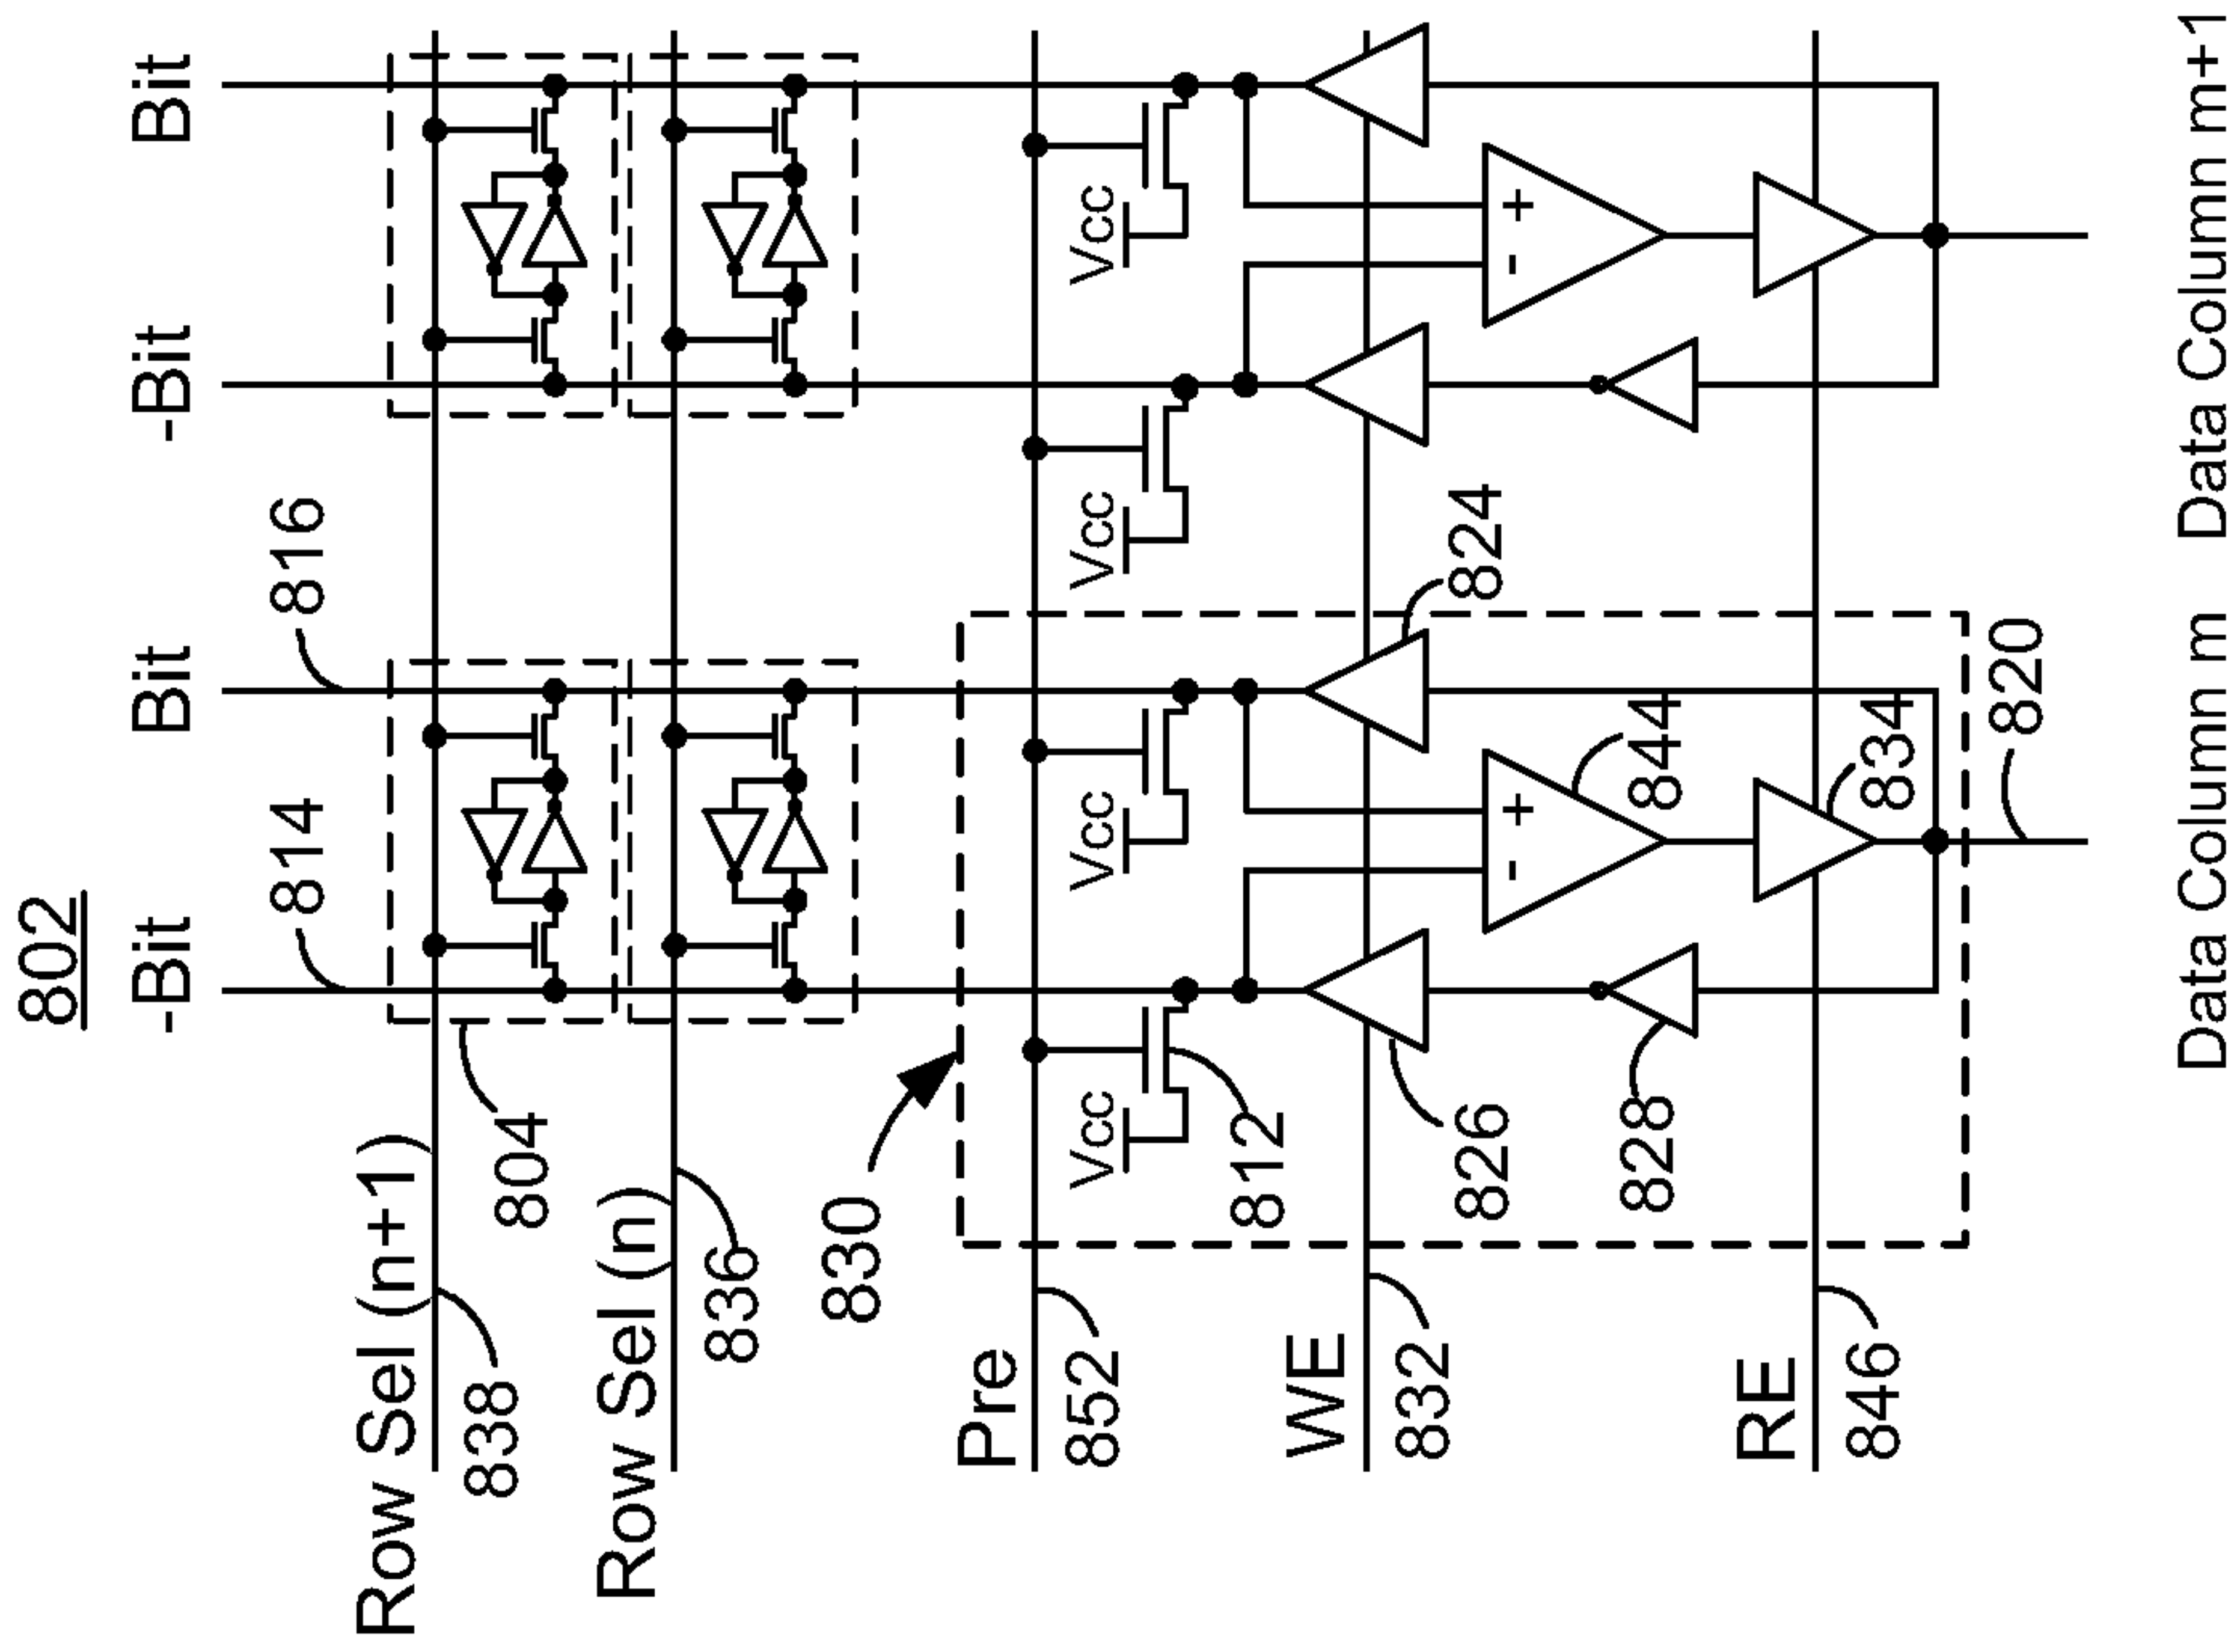 802
-Bit
Bit
-Bit
Bit
814
816
Row Sel (n+1)
838
804
Row Sel (n)
836
830
Pre
852
Vcc
Vcc
Vcc
Vcc
812
WE
832
826
824
- +
- +
828
844
RE
846
834
820
Data Column m
Data Column m+1